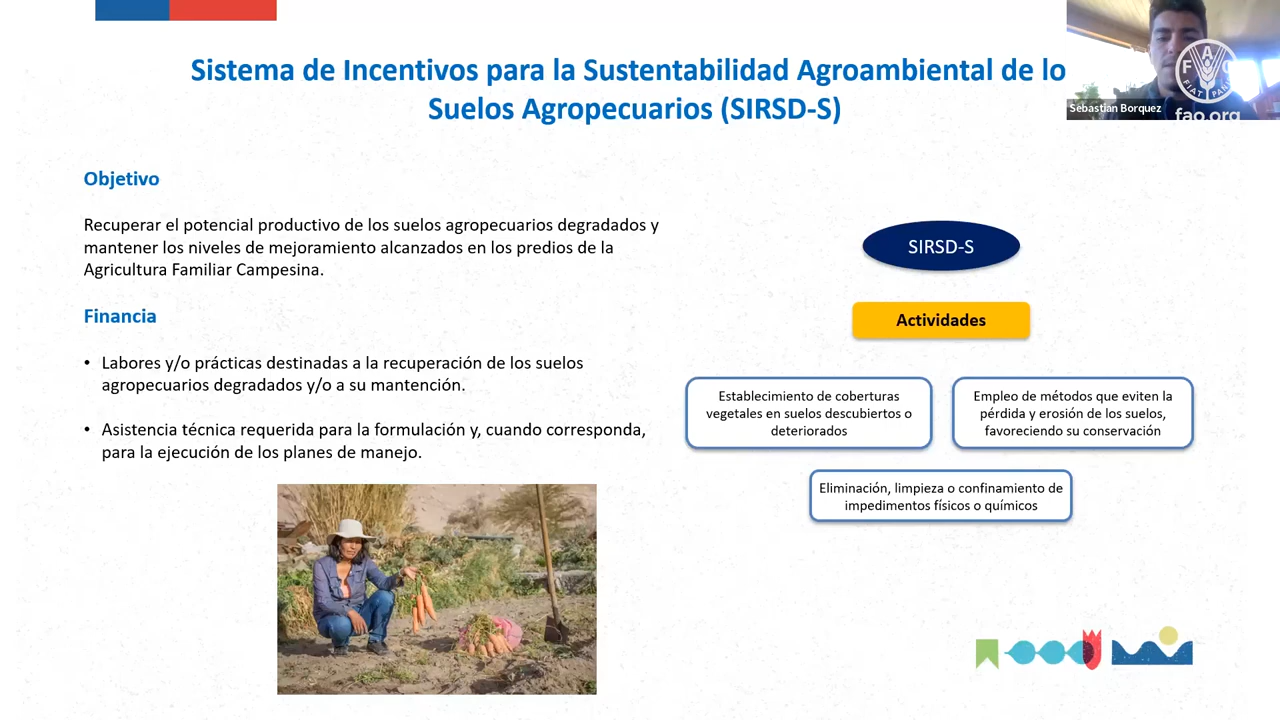 Sistema de Incentivos para la Sustentabilidad Agroambiental de lo
Suelos Agropecuarios (SIRSD-S)
Sebastian Borquez
FAO
FIAT PANIS
fao.org
Objetivo
Recuperar el potencial productivo de los suelos agropecuarios degradados y
mantener los niveles de mejoramiento alcanzados en los predios de la
Agricultura Familiar Campesina.
Financia
• Labores y/o prácticas destinadas a la recuperación de los suelos
agropecuarios degradados y/o a su mantención.
• Asistencia técnica requerida para la formulación y, cuando corresponda,
para la ejecución de los planes de manejo.
SIRSD-S
Actividades
Establecimiento de coberturas
vegetales en suelos descubiertos o
deteriorados
Empleo de métodos que eviten la
pérdida y erosión de los suelos,
favoreciendo su conservación
Eliminación, limpieza o confinamiento de
impedimentos físicos o químicos